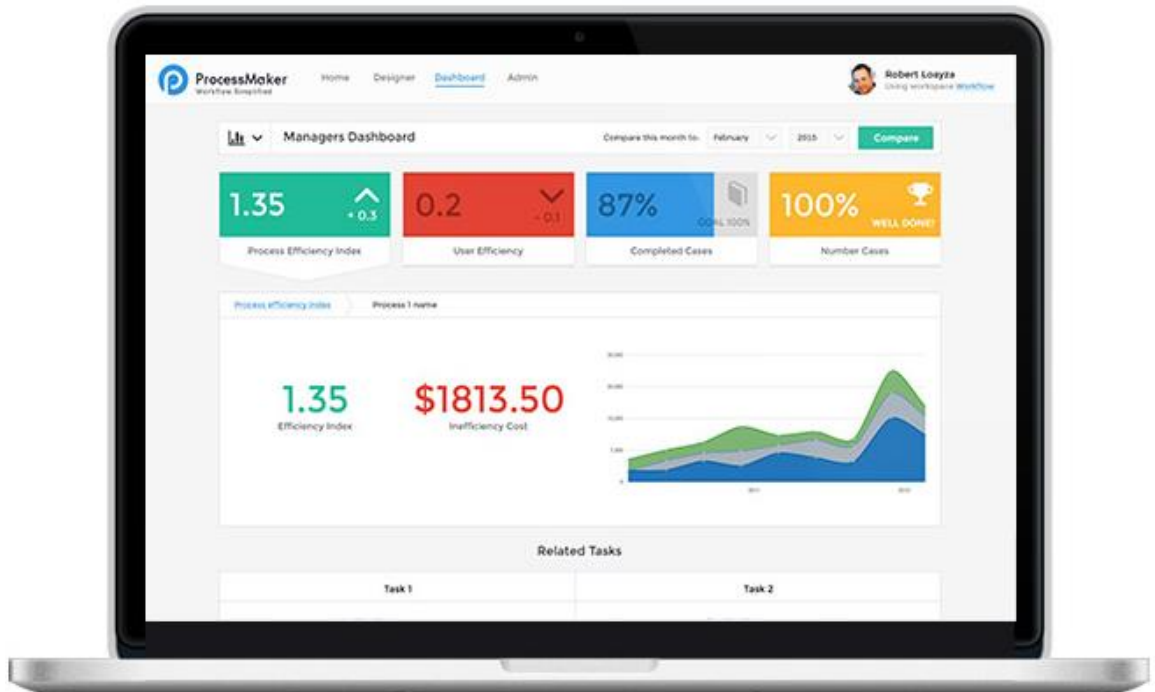 ProcessMaker
Workflow Simplified
Home Designer Dashboard Admin
Robert Loayza
Using workspace Workflow
Managers Dashboard
Compare this month to: February 2015 Compare
1.35 + 0.3
Process Efficiency Index
0.2 - 0.1
User Efficiency
87% GOAL 100%
Completed Cases
100% WELL DONE!
Number Cases
Process efficiency index Process 1 name
1.35
Efficiency Index
$1813.50
Inefficiency Cost
0
Related Tasks
Task 1 Task 2